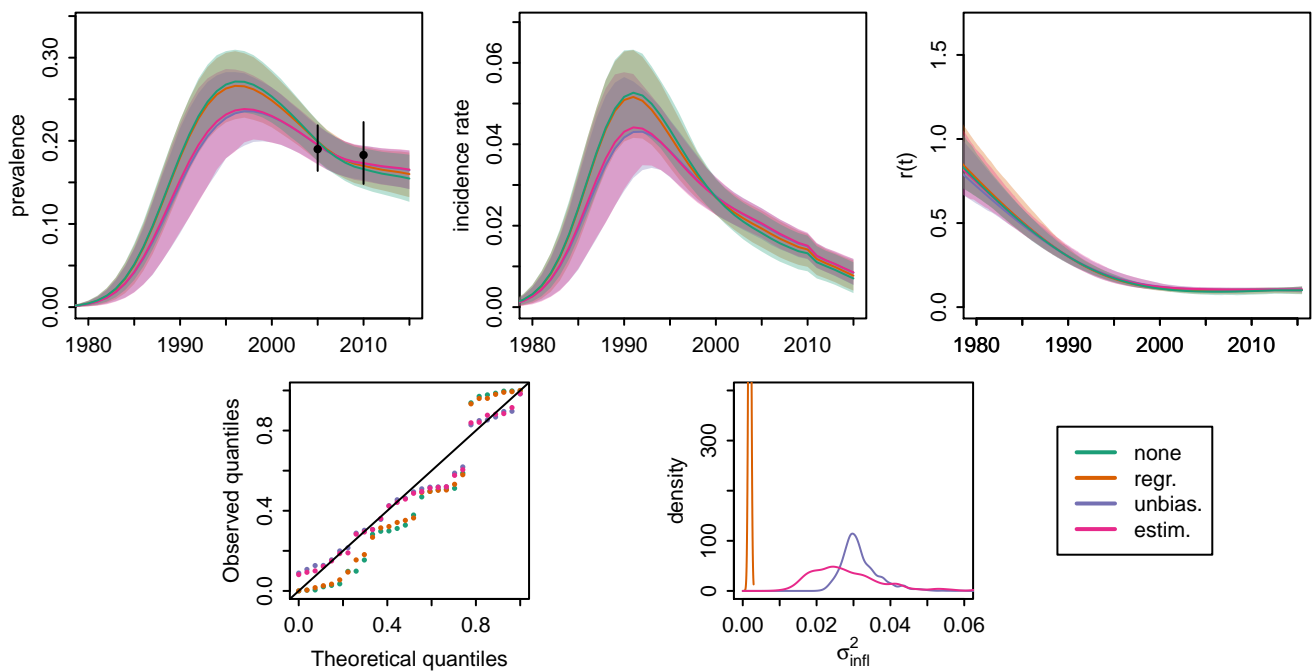 prevalence
0.00 0.10 0.20 0.30
1980 1990 2000 2010
incidence rate
0.00 0.02 0.04 0.06
1980 1990 2000 2010
r(t)
0.0 0.5 1.0 1.5
1980 1990 2000 2010
Observed quantiles
0.0 0.4 0.8
0.0 0.4 0.8
Theoretical quantiles
density
0 100 300
0.00 0.02 0.04 0.06
σ²infl
none
regr.
unbias.
estim.